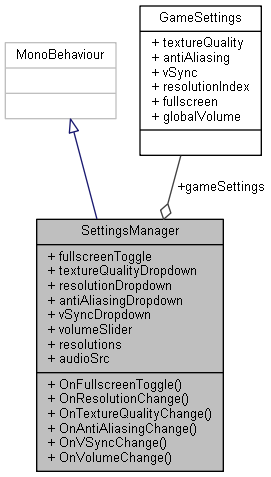 GameSettings
+ textureQuality
+ antiAliasing
+ vSync
+ resolutionIndex
+ fullscreen
+ globalVolume
MonoBehaviour
+gameSettings
SettingsManager
+ fullscreenToggle
+ textureQualityDropdown
+ resolutionDropdown
+ antiAliasingDropdown
+ vSyncDropdown
+ volumeSlider
+ resolutions
+ audioSrc
+ OnFullscreenToggle()
+ OnResolutionChange()
+ OnTextureQualityChange()
+ OnAntiAliasingChange()
+ OnVSyncChange()
+ OnVolumeChange()